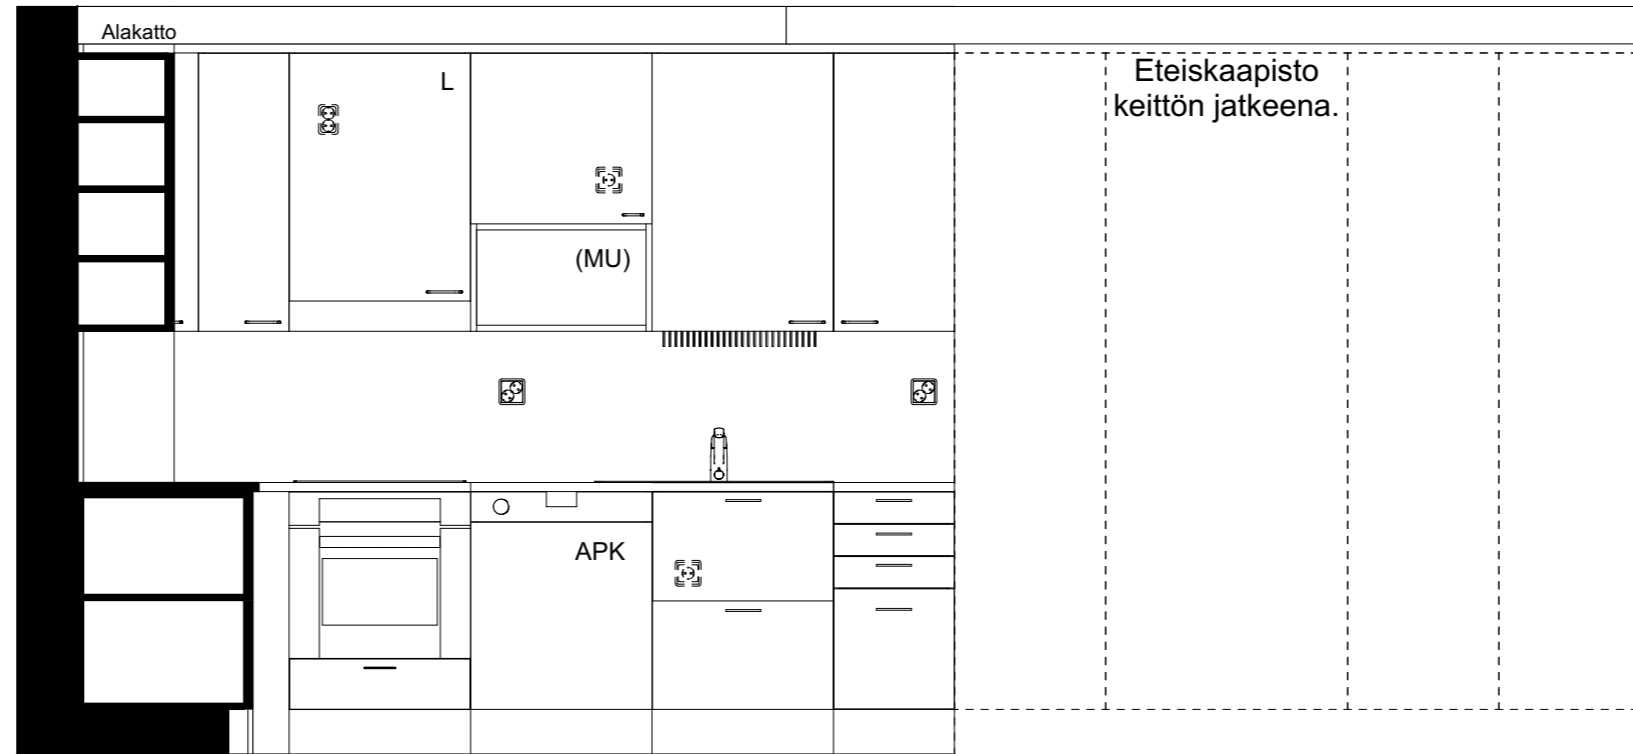 Alakatto
L
Eteiskaapisto
keittön jatkeena.
(MU)
APK